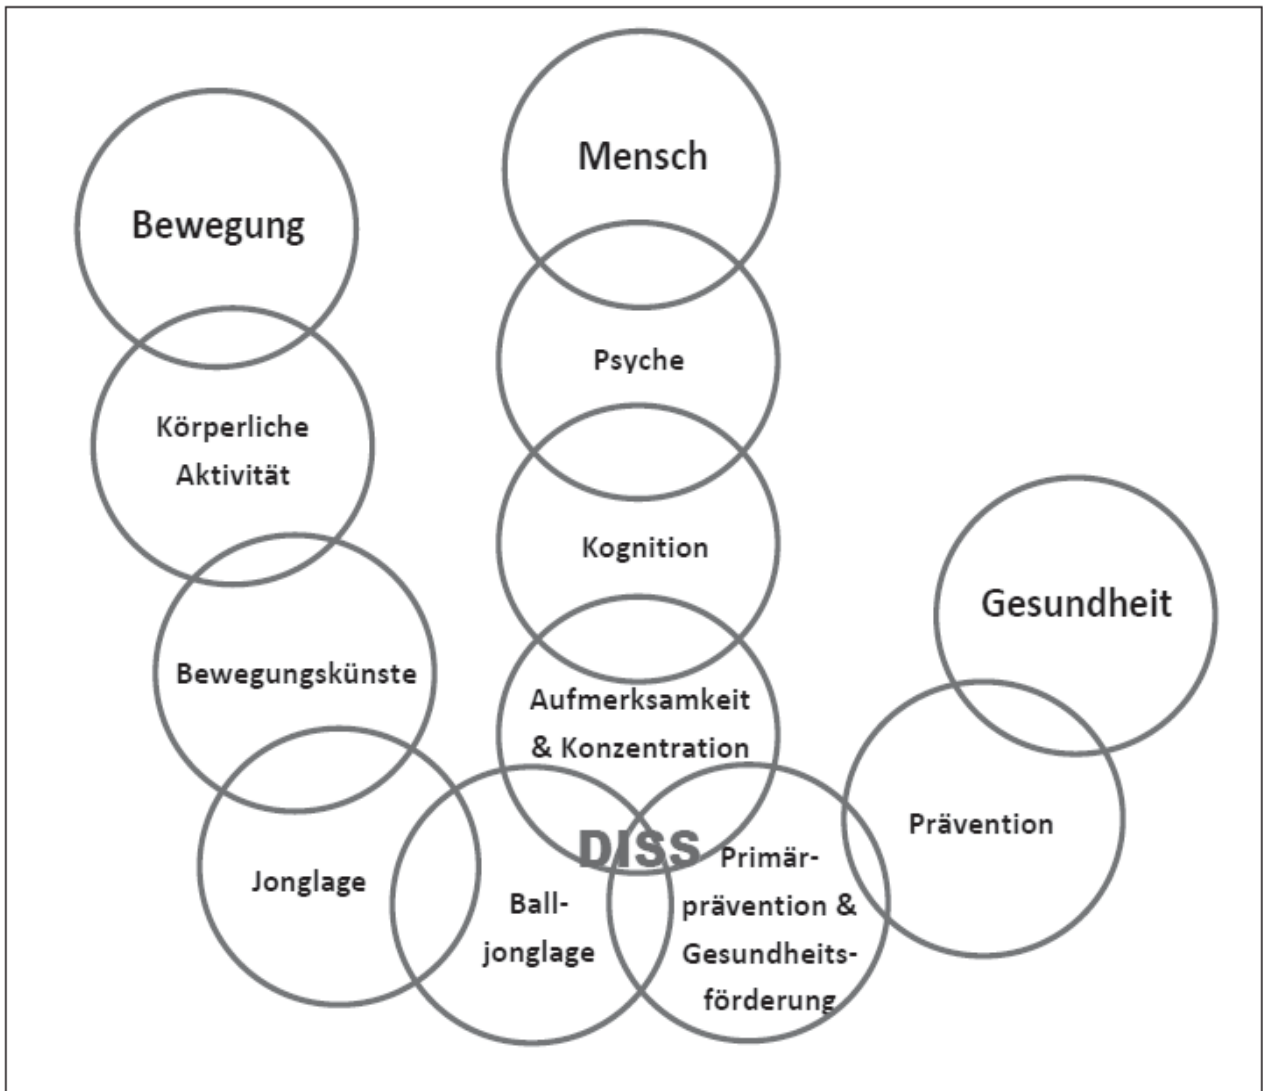 Mensch
Bewegung
Psyche
Körperliche
Aktivität
Kognition
Gesundheit
Bewegungskünste
Aufmerksamkeit
& Konzentration
Prävention
DISS
Jonglage
Ball-
jonglage
Primär-
prävention &
Gesundheits-
förderung